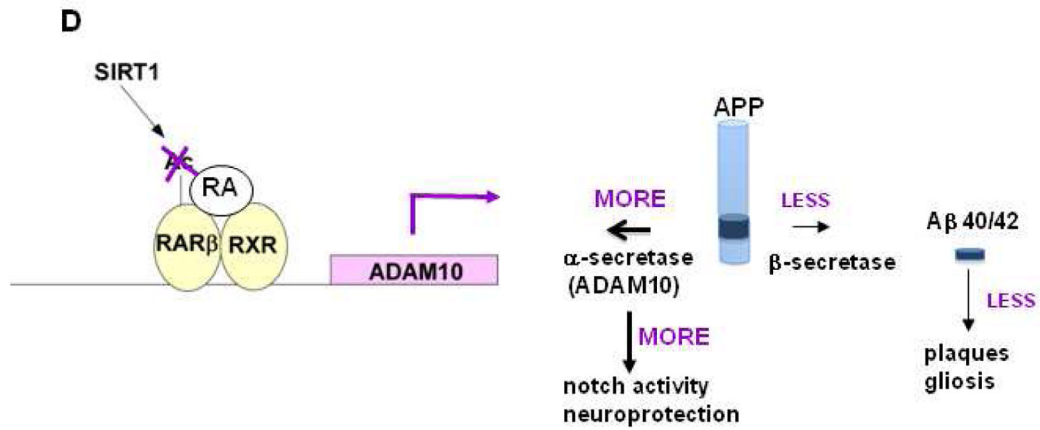 D
SIRT1
Ac
RA
RARβ
RXR
ADAM10
APP
MORE
LESS
α-secretase
(ADAM10)
β-secretase
Aβ 40/42
MORE
LESS
notch activity
neuroprotection
plaques
gliosis